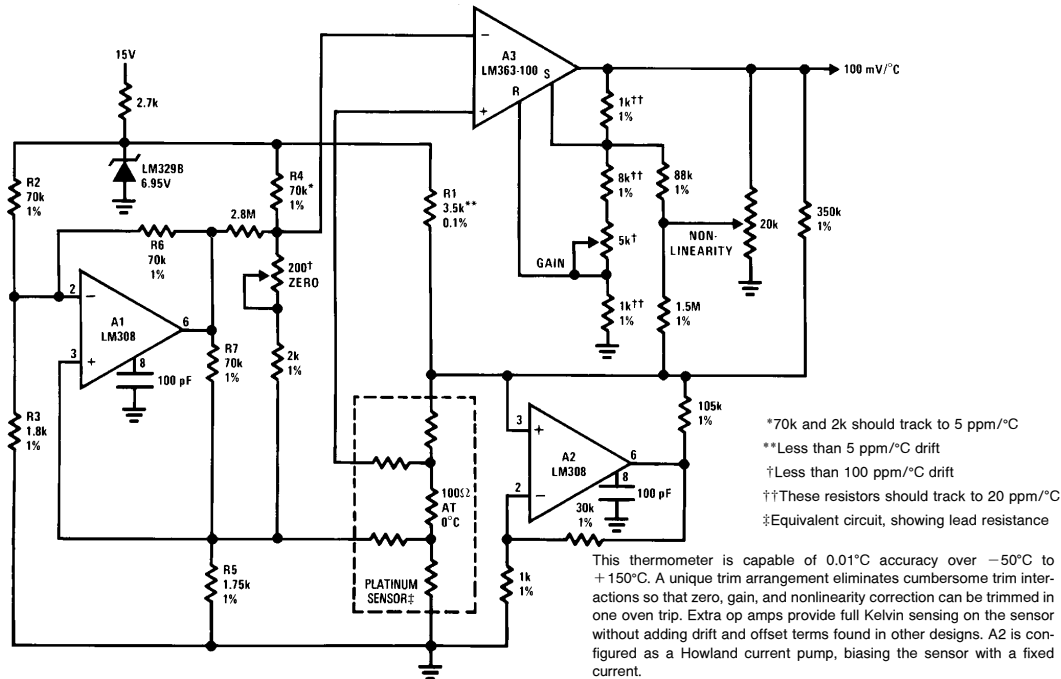 15V
2.7k
LM329B
6.95V
R2
70k
1%
R6
70k
1%
2.8M
R4
70k*
1%
200†
ZERO
2k
1%
R1
3.5k**
0.1%
2
−
A1
LM308
3
+
6
8
100 pF
R7
70k
1%
R3
1.8k
1%
R5
1.75k
1%
−
A3
LM363-100
S
R
+
100 mV/°C
1k††
1%
8k††
1%
5k†
GAIN
1k††
1%
88k
1%
NON-
LINEARITY
20k
350k
1%
1.5M
1%
100Ω
AT
0°C
PLATINUM
SENSOR‡
3
+
A2
LM308
2
−
6
8
100 pF
105k
1%
30k
1%
1k
1%
*70k and 2k should track to 5 ppm/°C
**Less than 5 ppm/°C drift
†Less than 100 ppm/°C drift
††These resistors should track to 20 ppm/°C
‡Equivalent circuit, showing lead resistance
This thermometer is capable of 0.01°C accuracy over −50°C to
+150°C. A unique trim arrangement eliminates cumbersome trim inter-
actions so that zero, gain, and nonlinearity correction can be trimmed in
one oven trip. Extra op amps provide full Kelvin sensing on the sensor
without adding drift and offset terms found in other designs. A2 is con-
figured as a Howland current pump, biasing the sensor with a fixed
current.